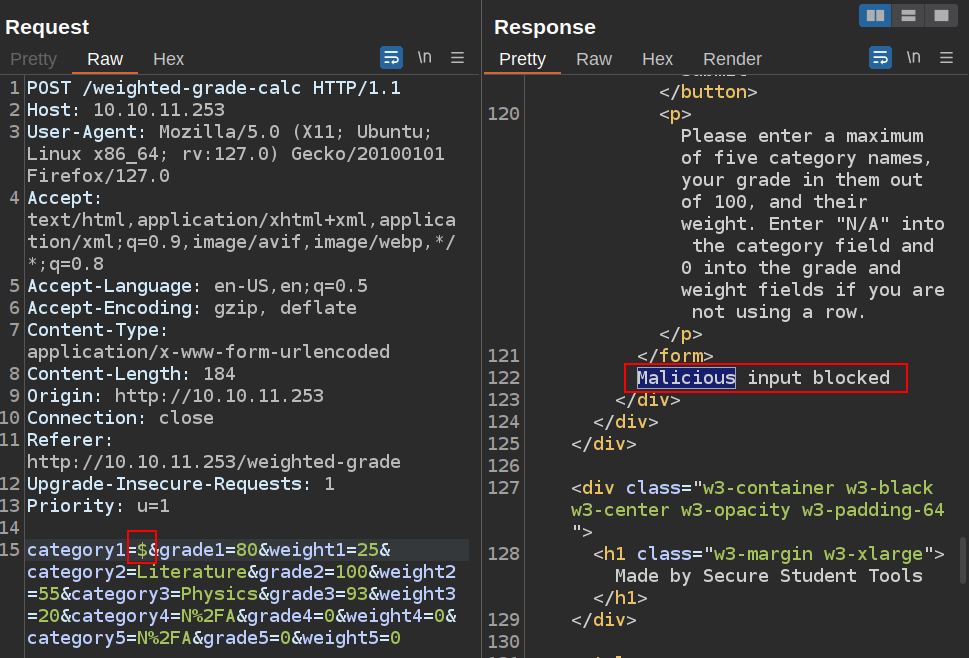 Request
Pretty Raw Hex
\n
1 POST /weighted-grade-calc HTTP/1.1
2 Host: 10.10.11.253
3 User-Agent: Mozilla/5.0 (X11; Ubuntu;
Linux x86_64; rv:127.0) Gecko/20100101
Firefox/127.0
4 Accept:
text/html,application/xhtml+xml,applica
tion/xml;q=0.9,image/avif,image/webp,*/
*;q=0.8
5 Accept-Language: en-US,en;q=0.5
6 Accept-Encoding: gzip, deflate
7 Content-Type:
application/x-www-form-urlencoded
8 Content-Length: 184
9 Origin: http://10.10.11.253
10 Connection: close
11 Referer:
http://10.10.11.253/weighted-grade
12 Upgrade-Insecure-Requests: 1
13 Priority: u=1
14
15 category1=$&grade1=80&weight1=25&
category2=Literature&grade2=100&weight2
=55&category3=Physics&grade3=93&weight3
=20&category4=N%2FA&grade4=0&weight4=0&
category5=N%2FA&grade5=0&weight5=0
Response
Pretty Raw Hex Render
\n
</button>
120 <p>
Please enter a maximum
of five category names,
your grade in them out
of 100, and their
weight. Enter "N/A" into
the category field and
0 into the grade and
weight fields if you are
not using a row.
</p>
121 </form>
122 Malicious input blocked
123 </div>
124 </div>
125 </div>
126
127 <div class="w3-container w3-black
w3-center w3-opacity w3-padding-64
">
128 <h1 class="w3-margin w3-xlarge">
Made by Secure Student Tools
</h1>
129 </div>
130